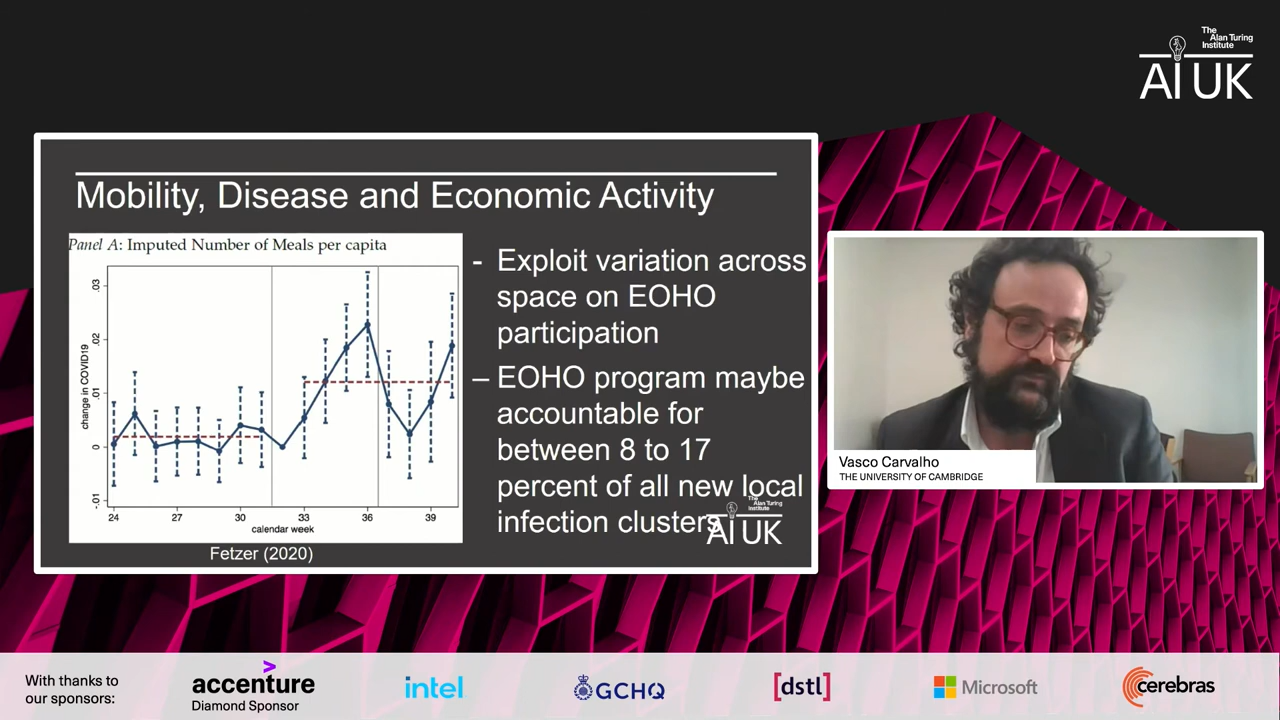 The
Alan Turing
Institute
AI UK
Mobility, Disease and Economic Activity
Panel A: Imputed Number of Meals per capita
change in COVID19
.03
.02
.01
0
-.01
24 27 30 33 36 39
calendar week
Fetzer (2020)
- Exploit variation across
space on EOHO
participation
– EOHO program maybe
accountable for
between 8 to 17
percent of all new local
infection clusters
The
Alan Turing
Institute
AI UK
Vasco Carvalho
THE UNIVERSITY OF CAMBRIDGE
With thanks to
our sponsors:
accenture
Diamond Sponsor
intel
GCHQ
[dstl]
Microsoft
cerebras